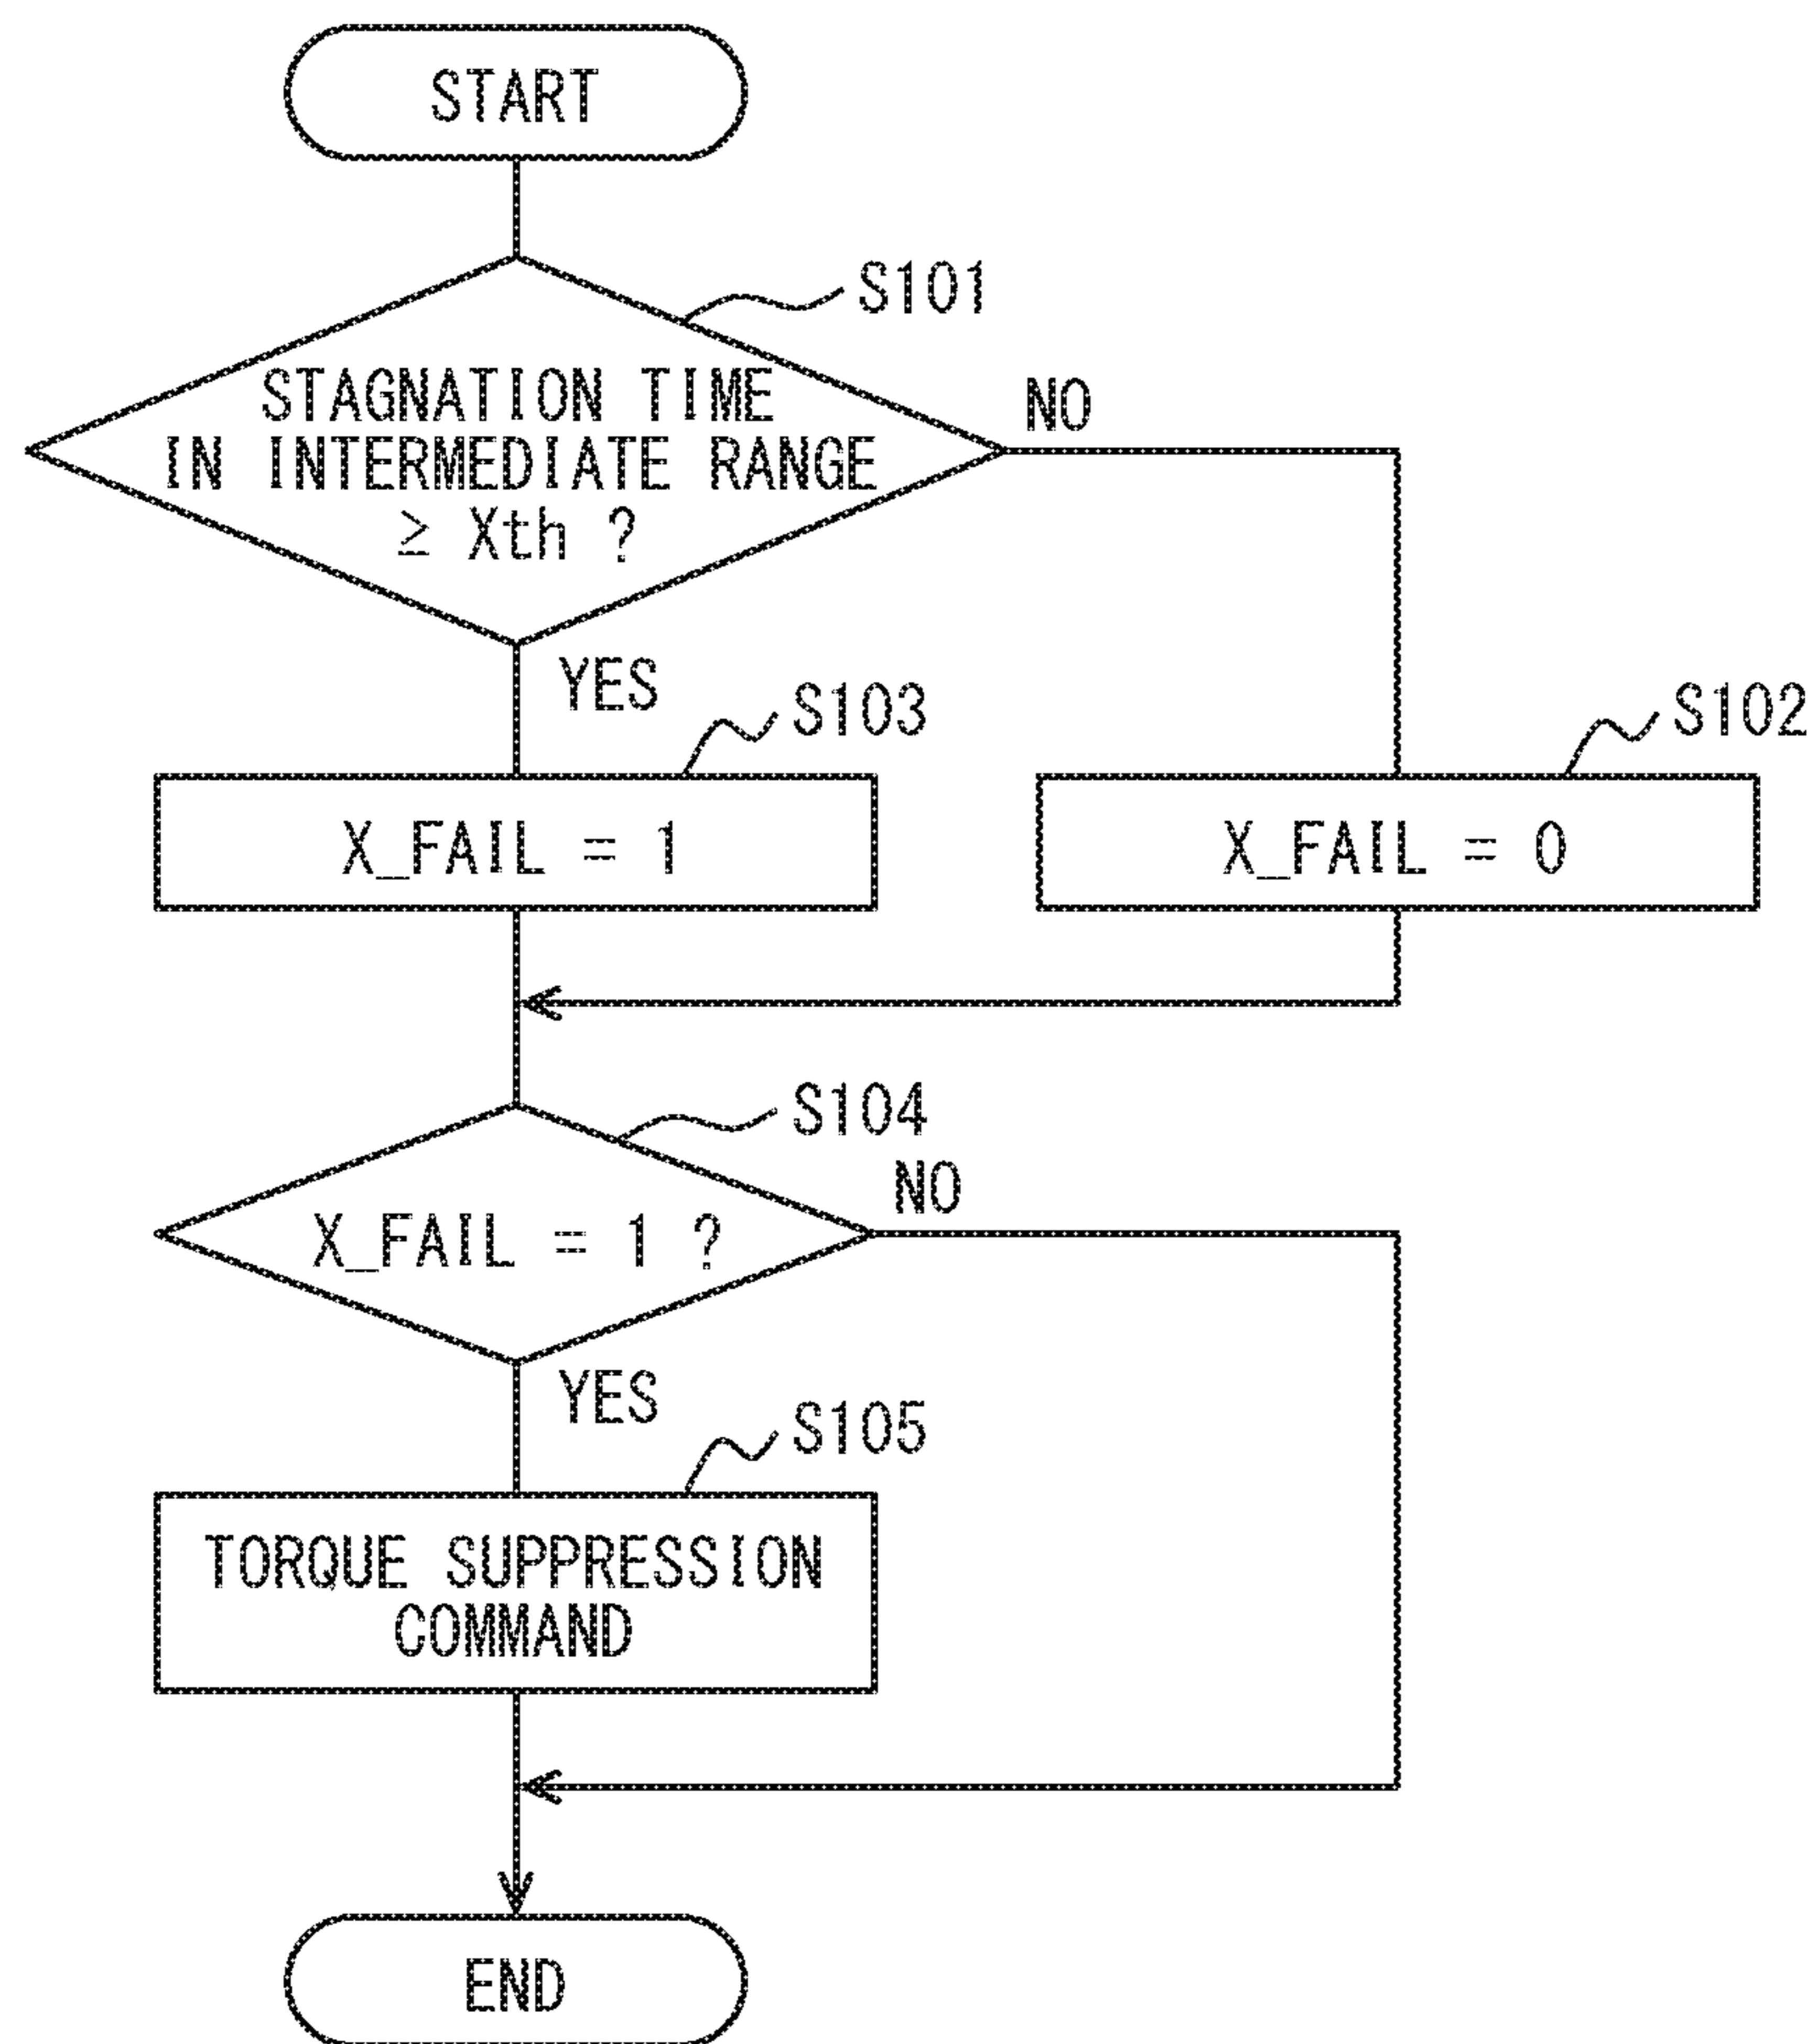 START
S101
STAGNATION TIME
IN INTERMEDIATE RANGE
≥ Xth ?
NO
YES
S103
S102
X_FAIL = 1
X_FAIL = 0
S104
NO
X_FAIL = 1 ?
YES
S105
TORQUE SUPPRESSION
COMMAND
END